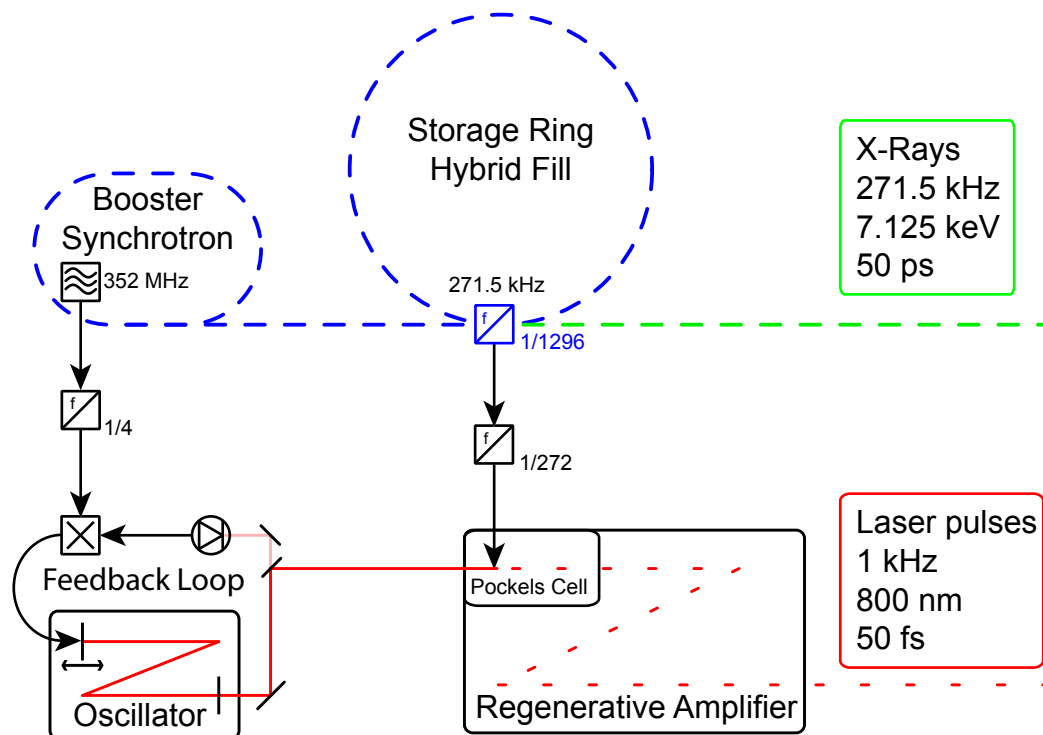 Storage Ring
Hybrid Fill
X-Rays
271.5 kHz
7.125 keV
50 ps
Booster
Synchrotron
352 MHz
271.5 kHz
f
1/1296
f
1/4
f
1/272
Feedback Loop
Pockels Cell
Laser pulses
1 kHz
800 nm
50 fs
Oscillator
Regenerative Amplifier